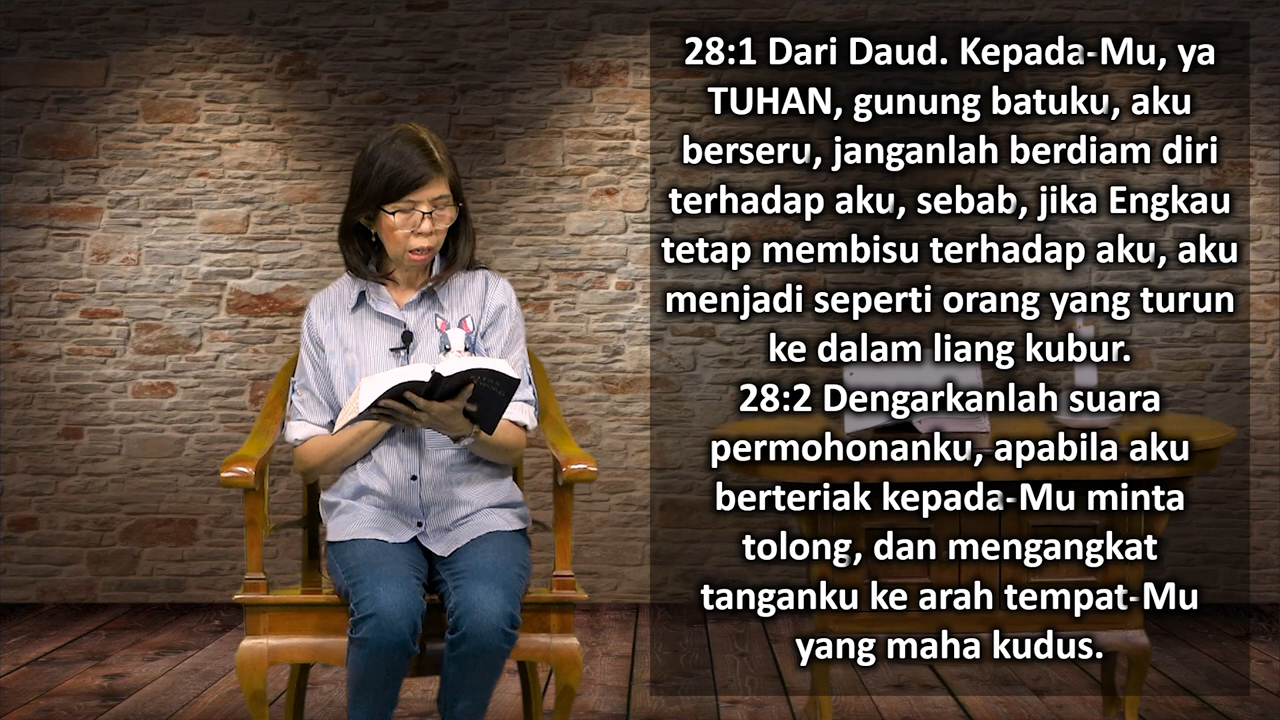 28:1 Dari Daud. Kepada-Mu, ya
TUHAN, gunung batuku, aku
berseru, janganlah berdiam diri
terhadap aku, sebab, jika Engkau
tetap membisu terhadap aku, aku
menjadi seperti orang yang turun
ke dalam liang kubur.
28:2 Dengarkanlah suara
permohonanku, apabila aku
berteriak kepada-Mu minta
tolong, dan mengangkat
tanganku ke arah tempat-Mu
yang maha kudus.